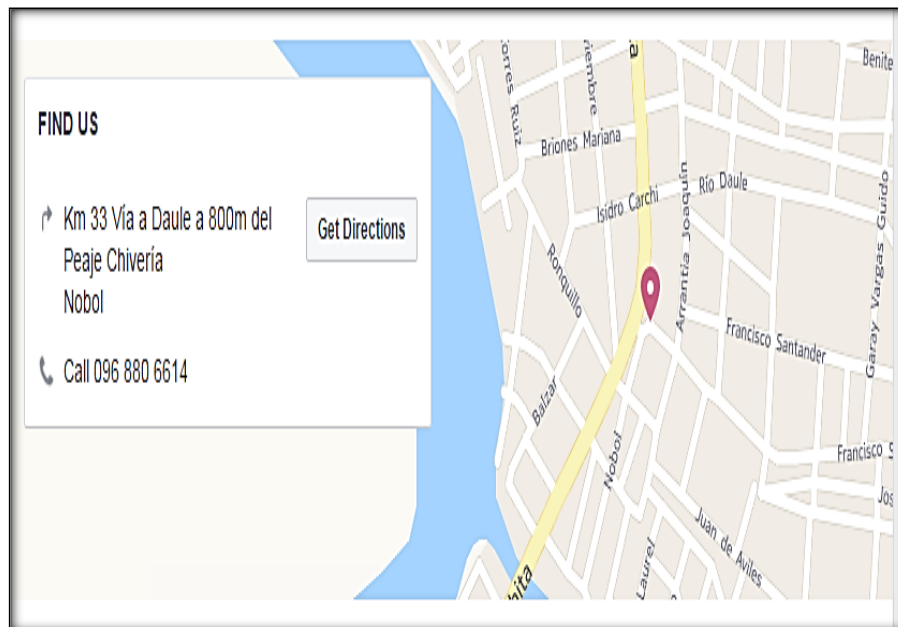 FIND US
Km 33 Vía a Daule a 800m del
Peaje Chivería
Nobol
Get Directions
Call 096 880 6614
Torres Ruiz
Briones Mariana
Isidro Carchi
Río Daule
Arrantia Joaquín
Garay Vargas Guido
Ronquillo
Balzar
Nobol
Francisco Santander
Francisco S
Juan de Aviles
Laurel